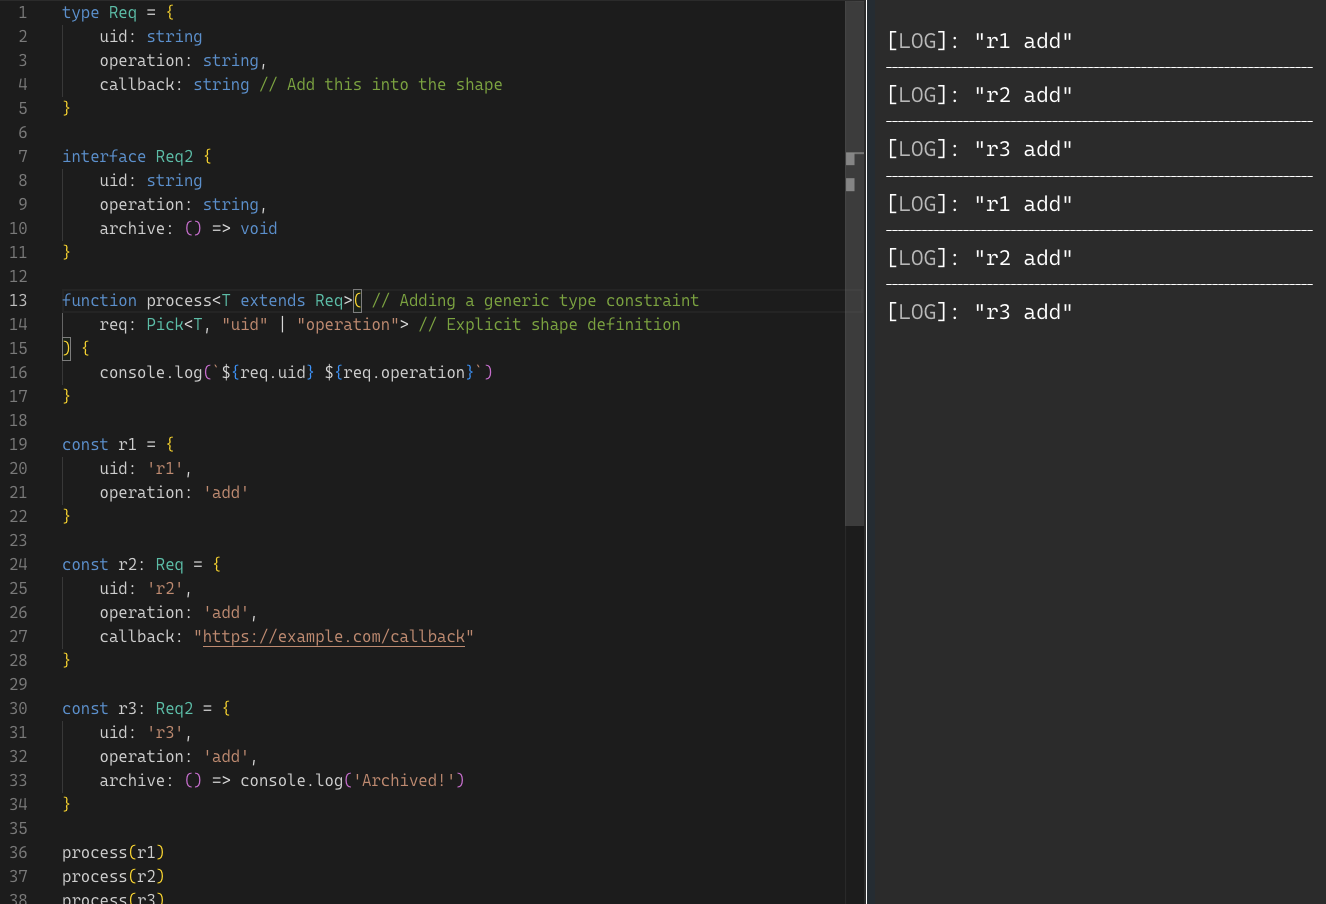 1 type Req = {
2 uid: string
3 operation: string,
4 callback: string // Add this into the shape
5 }
6
7 interface Req2 {
8 uid: string
9 operation: string,
10 archive: () => void
11 }
12
13 function process<T extends Req>( // Adding a generic type constraint
14 req: Pick<T, "uid" | "operation"> // Explicit shape definition
15 ) {
16 console.log(`${req.uid} ${req.operation}`)
17 }
18
19 const r1 = {
20 uid: 'r1',
21 operation: 'add'
22 }
23
24 const r2: Req = {
25 uid: 'r2',
26 operation: 'add',
27 callback: "https://example.com/callback"
28 }
29
30 const r3: Req2 = {
31 uid: 'r3',
32 operation: 'add',
33 archive: () => console.log('Archived!')
34 }
35
36 process(r1)
37 process(r2)
38 process(r3)
[LOG]: "r1 add"
[LOG]: "r2 add"
[LOG]: "r3 add"
[LOG]: "r1 add"
[LOG]: "r2 add"
[LOG]: "r3 add"